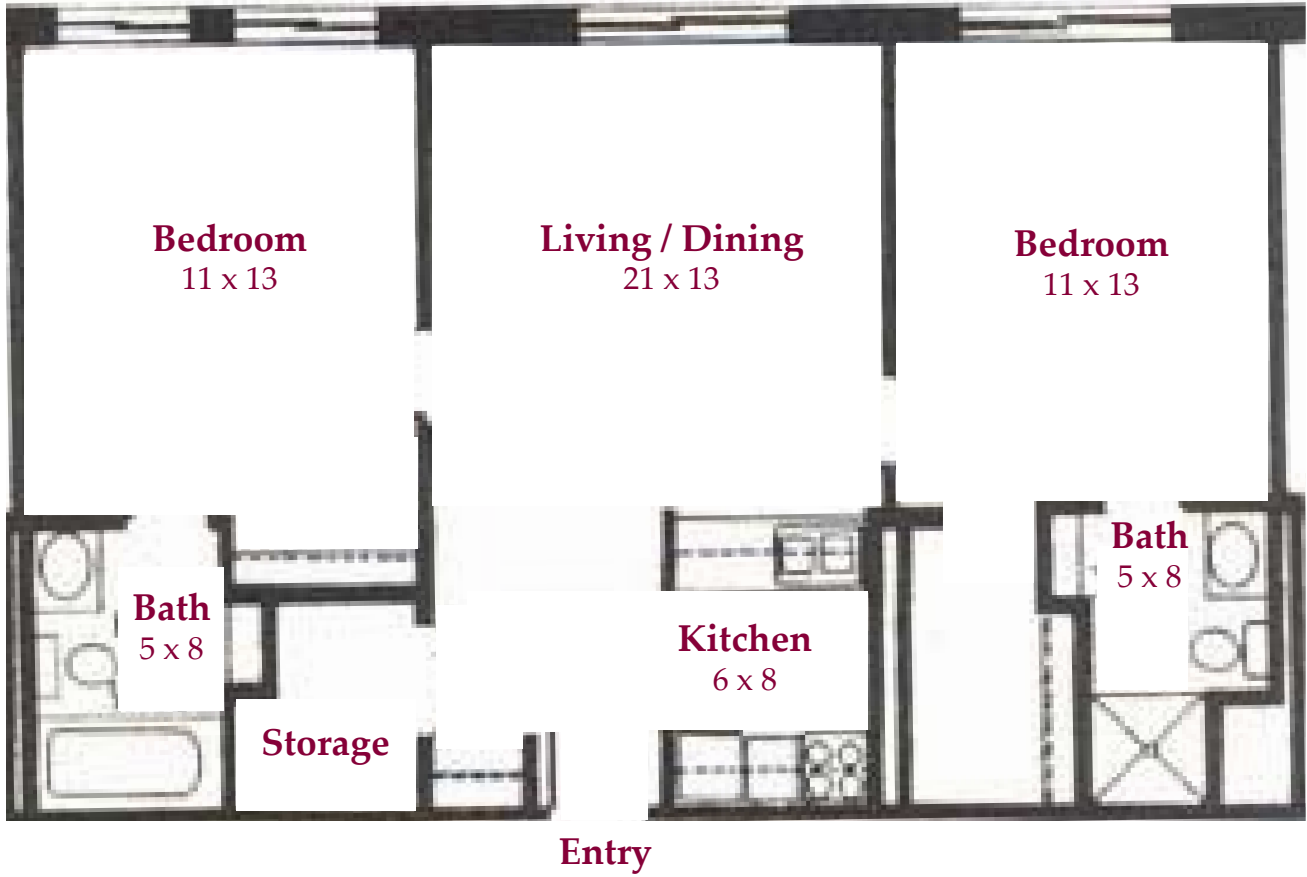 Bedroom
11 x 13
Living / Dining
21 x 13
Bedroom
11 x 13
Bath
5 x 8
Storage
Kitchen
6 x 8
Bath
5 x 8
Entry